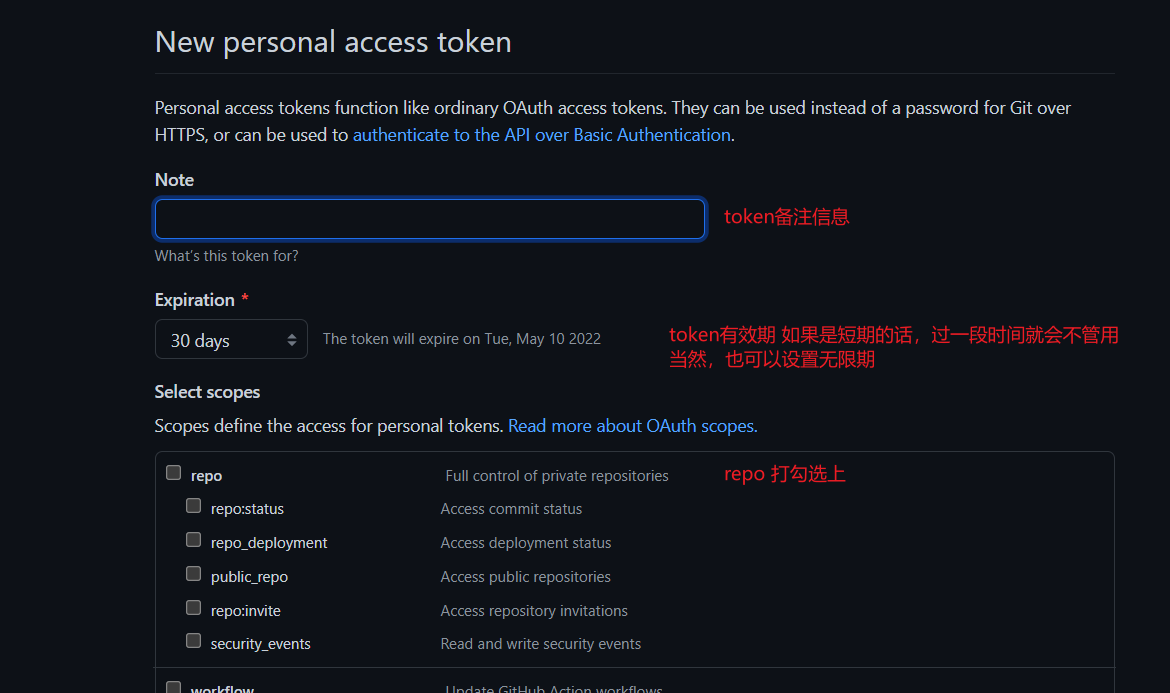 New personal access token
Personal access tokens function like ordinary OAuth access tokens. They can be used instead of a password for Git over
HTTPS, or can be used to authenticate to the API over Basic Authentication.
Note
token备注信息
What's this token for?
Expiration *
30 days
The token will expire on Tue, May 10 2022
token有效期 如果是短期的话，过一段时间就会不管用
当然，也可以设置无限期
Select scopes
Scopes define the access for personal tokens. Read more about OAuth scopes.
repo Full control of private repositories repo 打勾选上
repo:status Access commit status
repo_deployment Access deployment status
public_repo Access public repositories
repo:invite Access repository invitations
security_events Read and write security events
workflow Update GitHub Action workflows